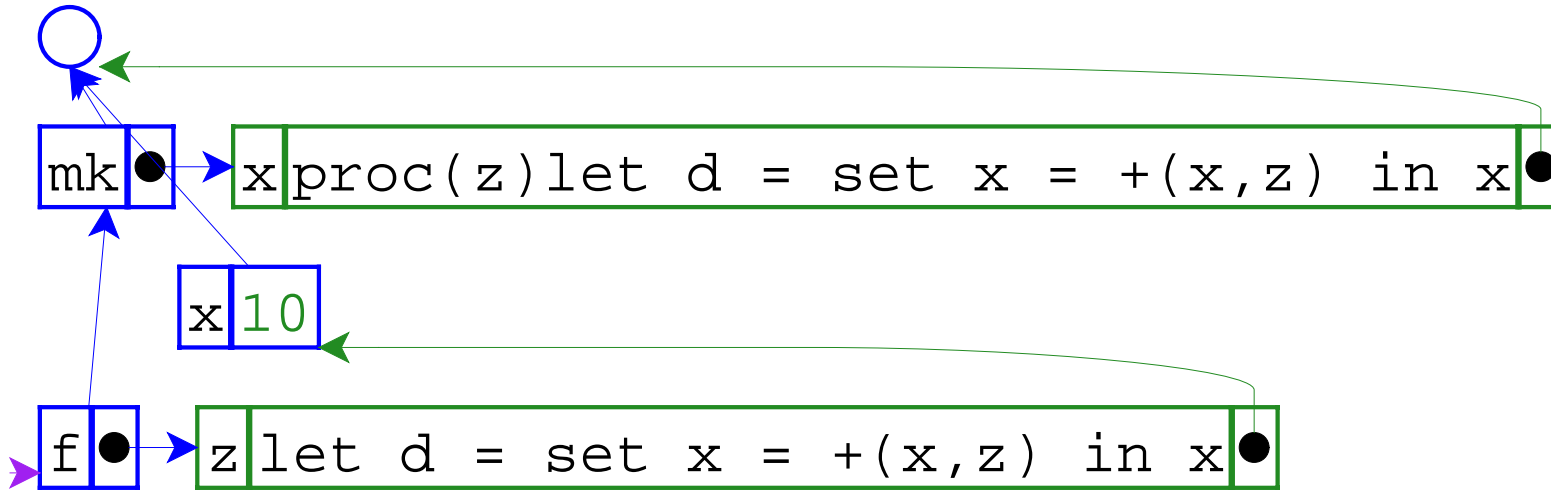 mk x proc(z)let d = set x = +(x,z) in x
x 10
f z let d = set x = +(x,z) in x